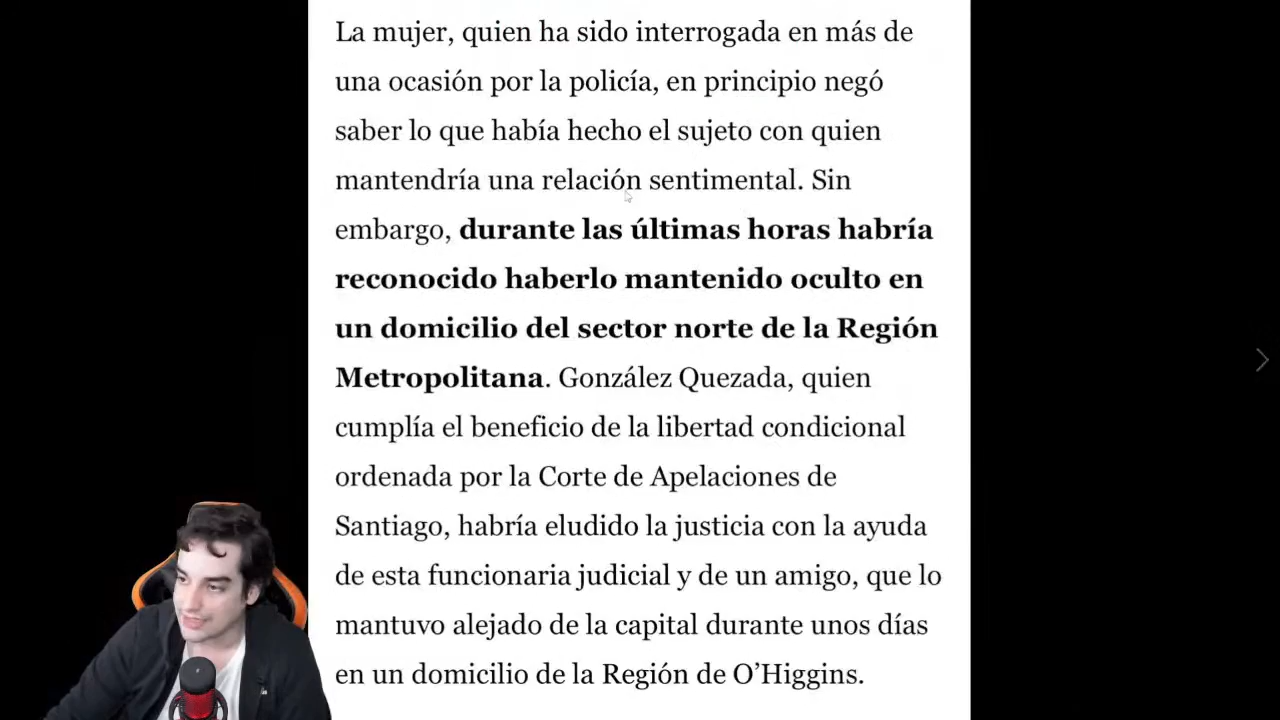 La mujer, quien ha sido interrogada en más de
una ocasión por la policía, en principio negó
saber lo que había hecho el sujeto con quien
mantendría una relación sentimental. Sin
embargo, durante las últimas horas habría
reconocido haberlo mantenido oculto en
un domicilio del sector norte de la Región
Metropolitana. González Quezada, quien
cumplía el beneficio de la libertad condicional
ordenada por la Corte de Apelaciones de
Santiago, habría eludido la justicia con la ayuda
de esta funcionaria judicial y de un amigo, que lo
mantuvo alejado de la capital durante unos días
en un domicilio de la Región de O’Higgins.